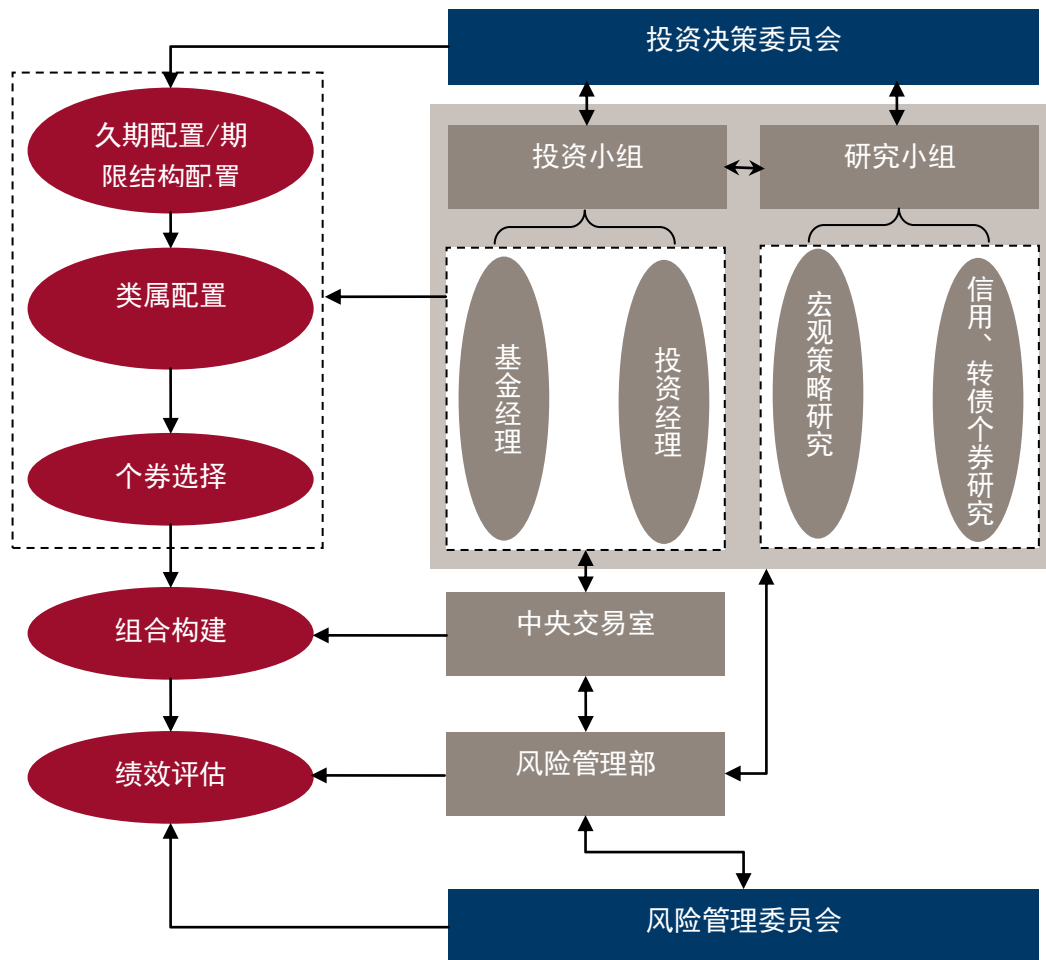 投资决策委员会
久期配置/期
限结构配置
投资小组
研究小组
类属配置
基金经理
投资经理
宏观策略研究
信用、转债个券研究
个券选择
组合构建
中央交易室
绩效评估
风险管理部
风险管理委员会